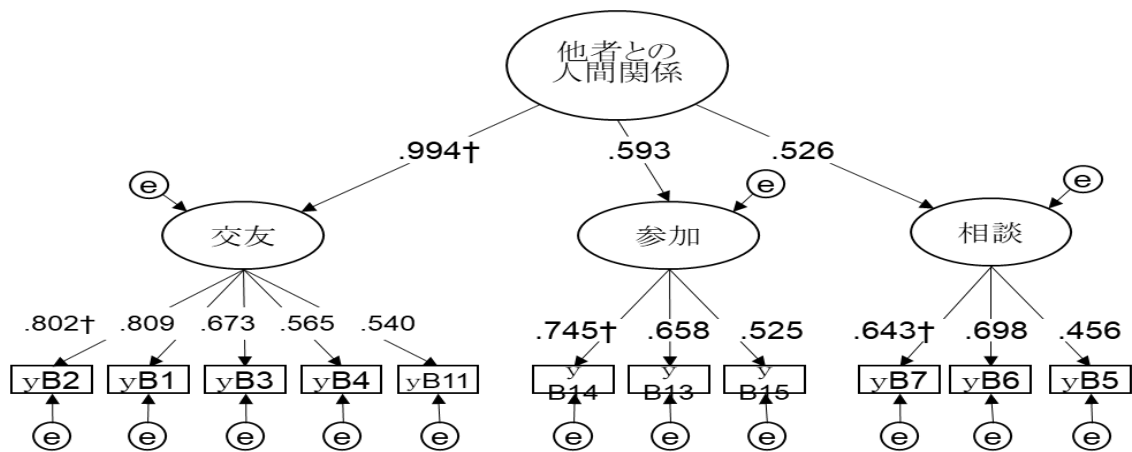 他者との
人間関係
.994†
.593
.526
e
e
e
交友
参加
相談
.802†
.809
.673
.565
.540
.745†
.658
.525
.643†
.698
.456
yB2
yB1
yB3
yB4
yB11
y
B14
y
B13
y
B15
yB7
yB6
yB5
e
e
e
e
e
e
e
e
e
e
e